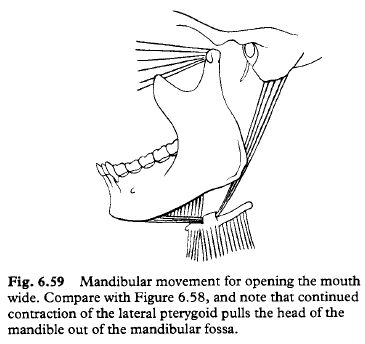 Fig. 6.59 Mandibular movement for opening the mouth
wide. Compare with Figure 6.58, and note that continued
contraction of the lateral pterygoid pulls the head of the
mandible out of the mandibular fossa.